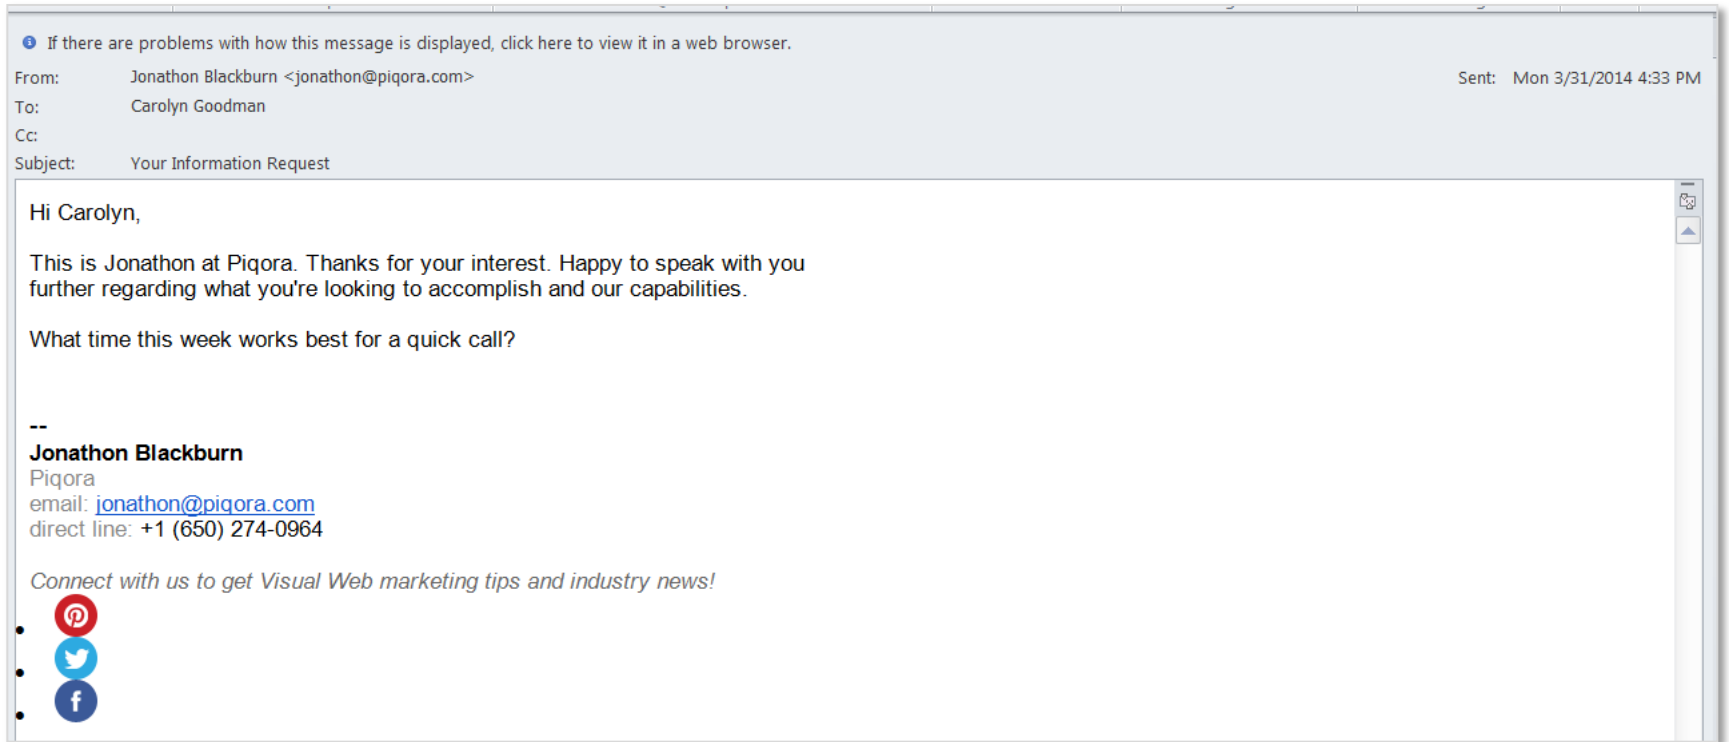 If there are problems with how this message is displayed, click here to view it in a web browser.
From: Jonathon Blackburn <jonathon@piqora.com> Sent: Mon 3/31/2014 4:33 PM
To: Carolyn Goodman
Cc:
Subject: Your Information Request
Hi Carolyn,
This is Jonathon at Piqora. Thanks for your interest. Happy to speak with you
further regarding what you're looking to accomplish and our capabilities.
What time this week works best for a quick call?
--
Jonathon Blackburn
Piqora
email: jonathon@piqora.com
direct line: +1 (650) 274-0964
Connect with us to get Visual Web marketing tips and industry news!